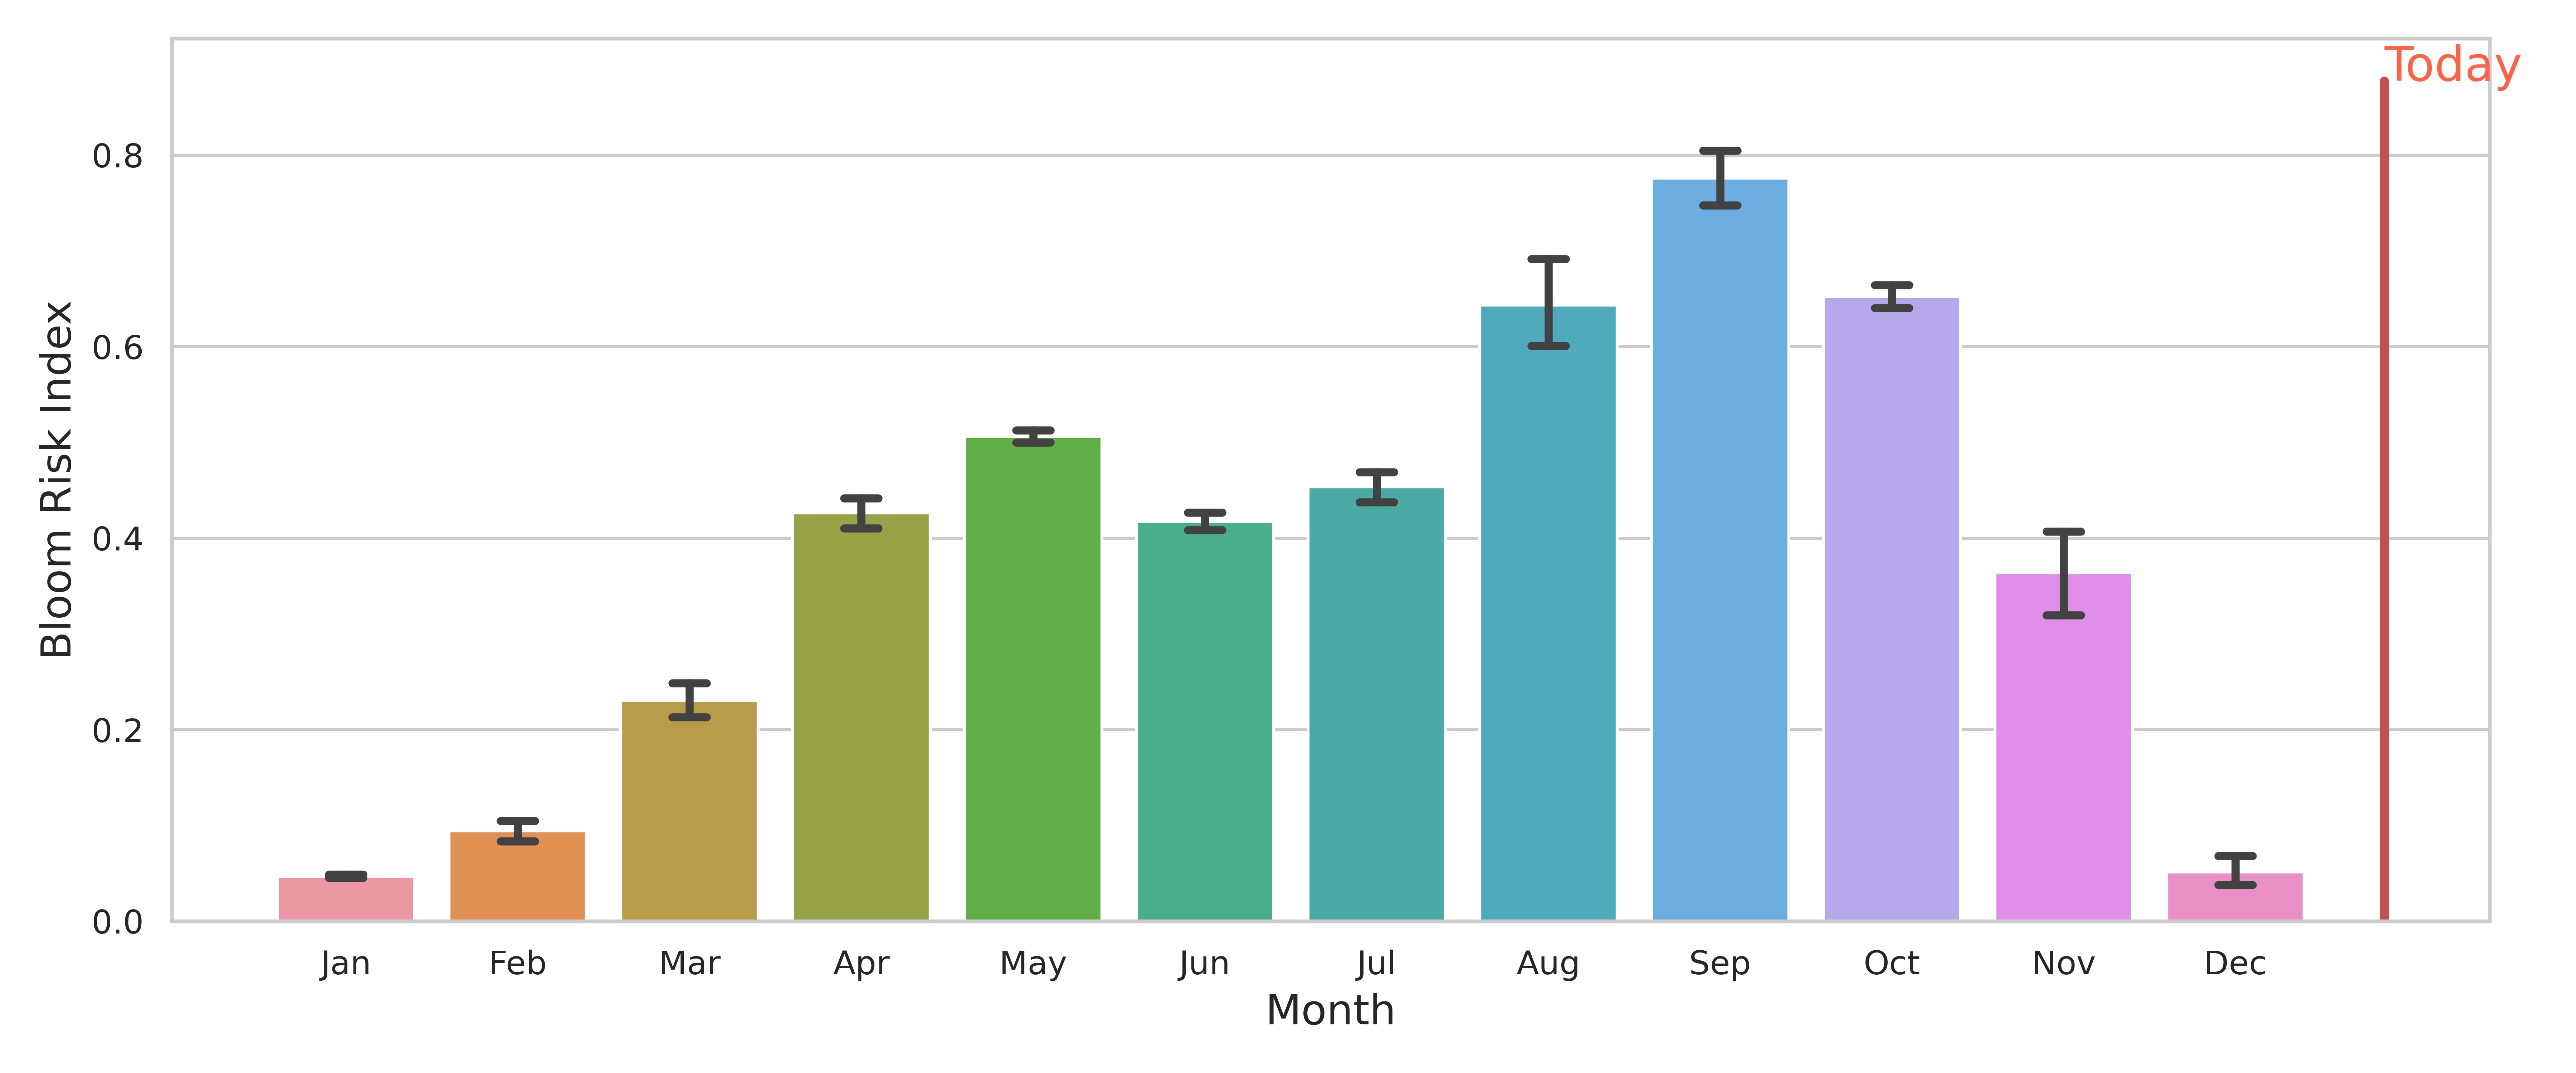 Today
0.8
0.6
0.4
0.2
0.0
Bloom Risk Index
Jan Feb Mar Apr May Jun Jul Aug Sep Oct Nov Dec
Month